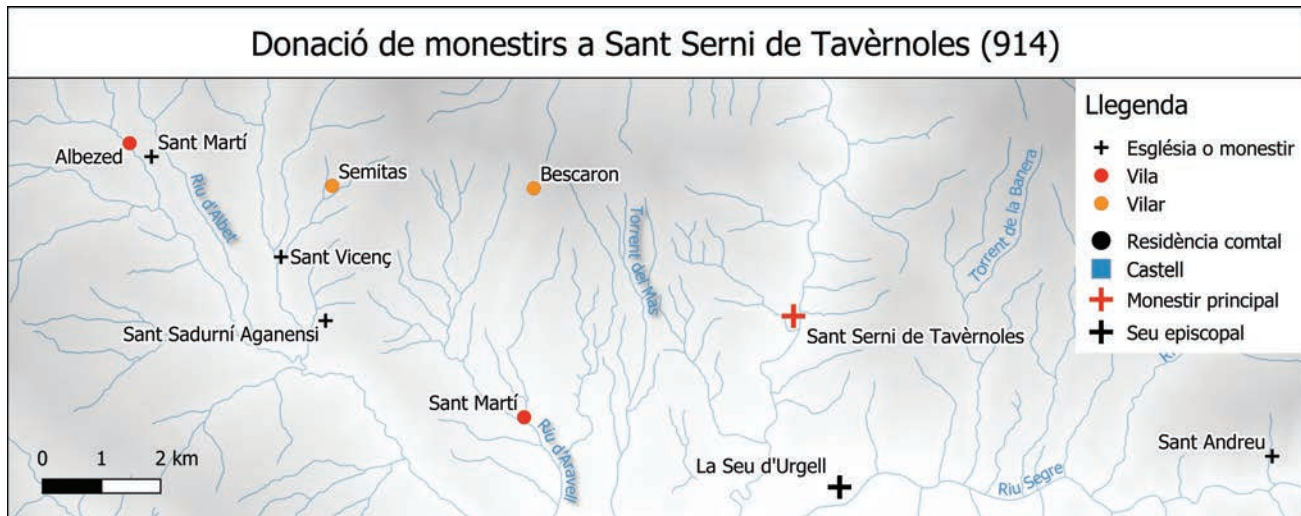 Donació de monestirs a Sant Serni de Tavèrnoles (914)
Llegenda
Església o monestir
Vila
Vilar
Residència comtal
Castell
Monestir principal
Seu episcopal
Sant Martí
Albezed
Semitas
Bescaron
Riu d'Albet
Torrent del Mas
Torrent de la Banera
Sant Vicenç
Sant Sadurní Aganensi
Sant Serni de Tavèrnoles
Sant Martí
Riu d'Aravell
La Seu d'Urgell
Riu Segre
Sant Andreu
0 1 2 km